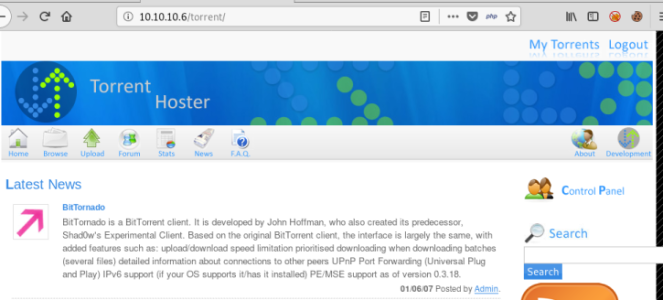 10.10.10.6/torrent/
php
My Torrents Logout
Torrent
Hoster
Home Browse Upload Forum Stats News F.A.Q. About Development
Latest News
BitTornado
BitTornado is a BitTorrent client. It is developed by John Hoffman, who also created its predecessor,
Shad0w's Experimental Client. Based on the original BitTorrent client, the interface is largely the same, with
added features such as: upload/download speed limitation prioritised downloading when downloading batches
(several files) detailed information about connections to other peers UPnP Port Forwarding (Universal Plug
and Play) IPv6 support (if your OS supports it/has it installed) PE/MSE support as of version 0.3.18.
01/06/07 Posted by Admin.
Control Panel
Search
Search